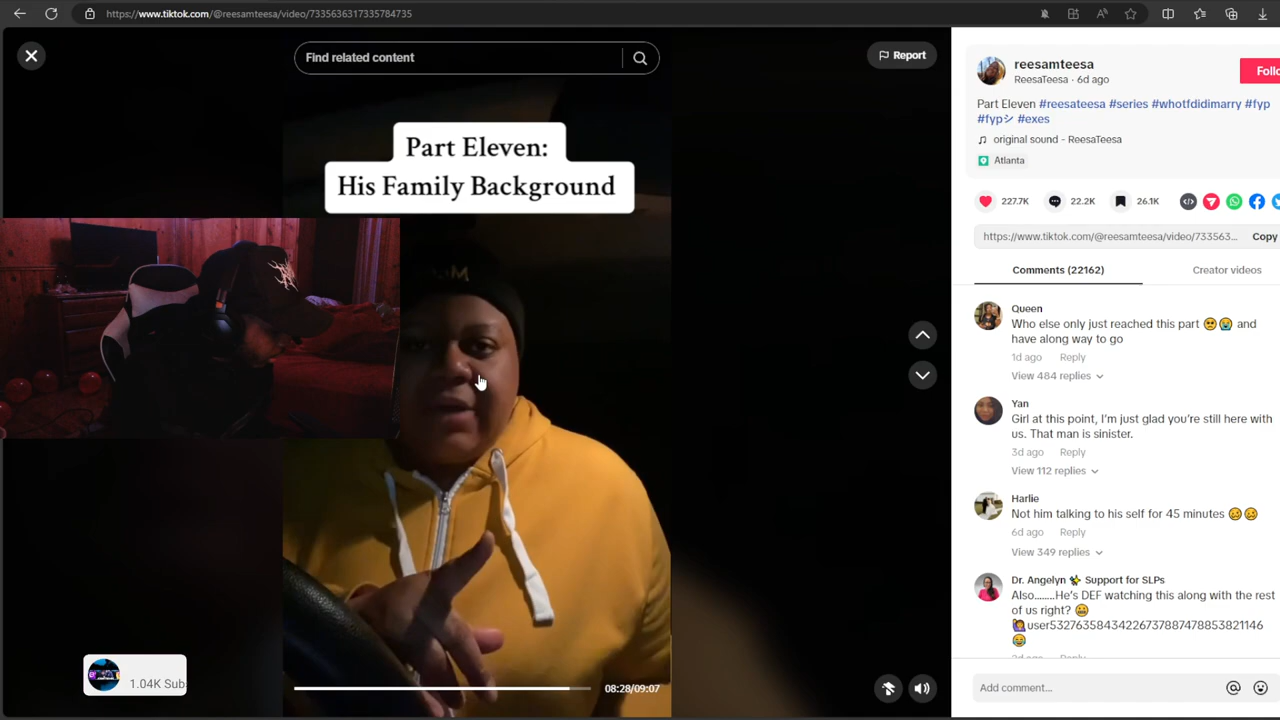 https://www.tiktok.com/@reesamteesa/video/7335636317335784735
Find related content
Report
Part Eleven:
His Family Background
08:28/09:07
1.04K Sub
reesamteesa
ReesaTeesa · 6d ago
Follo
Part Eleven #reesateesa #series #whotfdidimarry #fyp
#fypシ #exes
original sound - ReesaTeesa
Atlanta
227.7K
22.2K
26.1K
https://www.tiktok.com/@reesamteesa/video/733563...
Copy
Comments (22162)
Creator videos
Queen
Who else only just reached this part 🥺😭 and
have along way to go
1d ago Reply
View 484 replies
Yan
Girl at this point, I'm just glad you're still here with
us. That man is sinister.
3d ago Reply
View 112 replies
Harlie
Not him talking to his self for 45 minutes 😖😖
6d ago Reply
View 349 replies
Dr. Angelyn ✨ Support for SLPs
Also........He's DEF watching this along with the rest
of us right? 😬
🙋‍♀️user5327635843422673788747885382​1146
😂
Add comment...